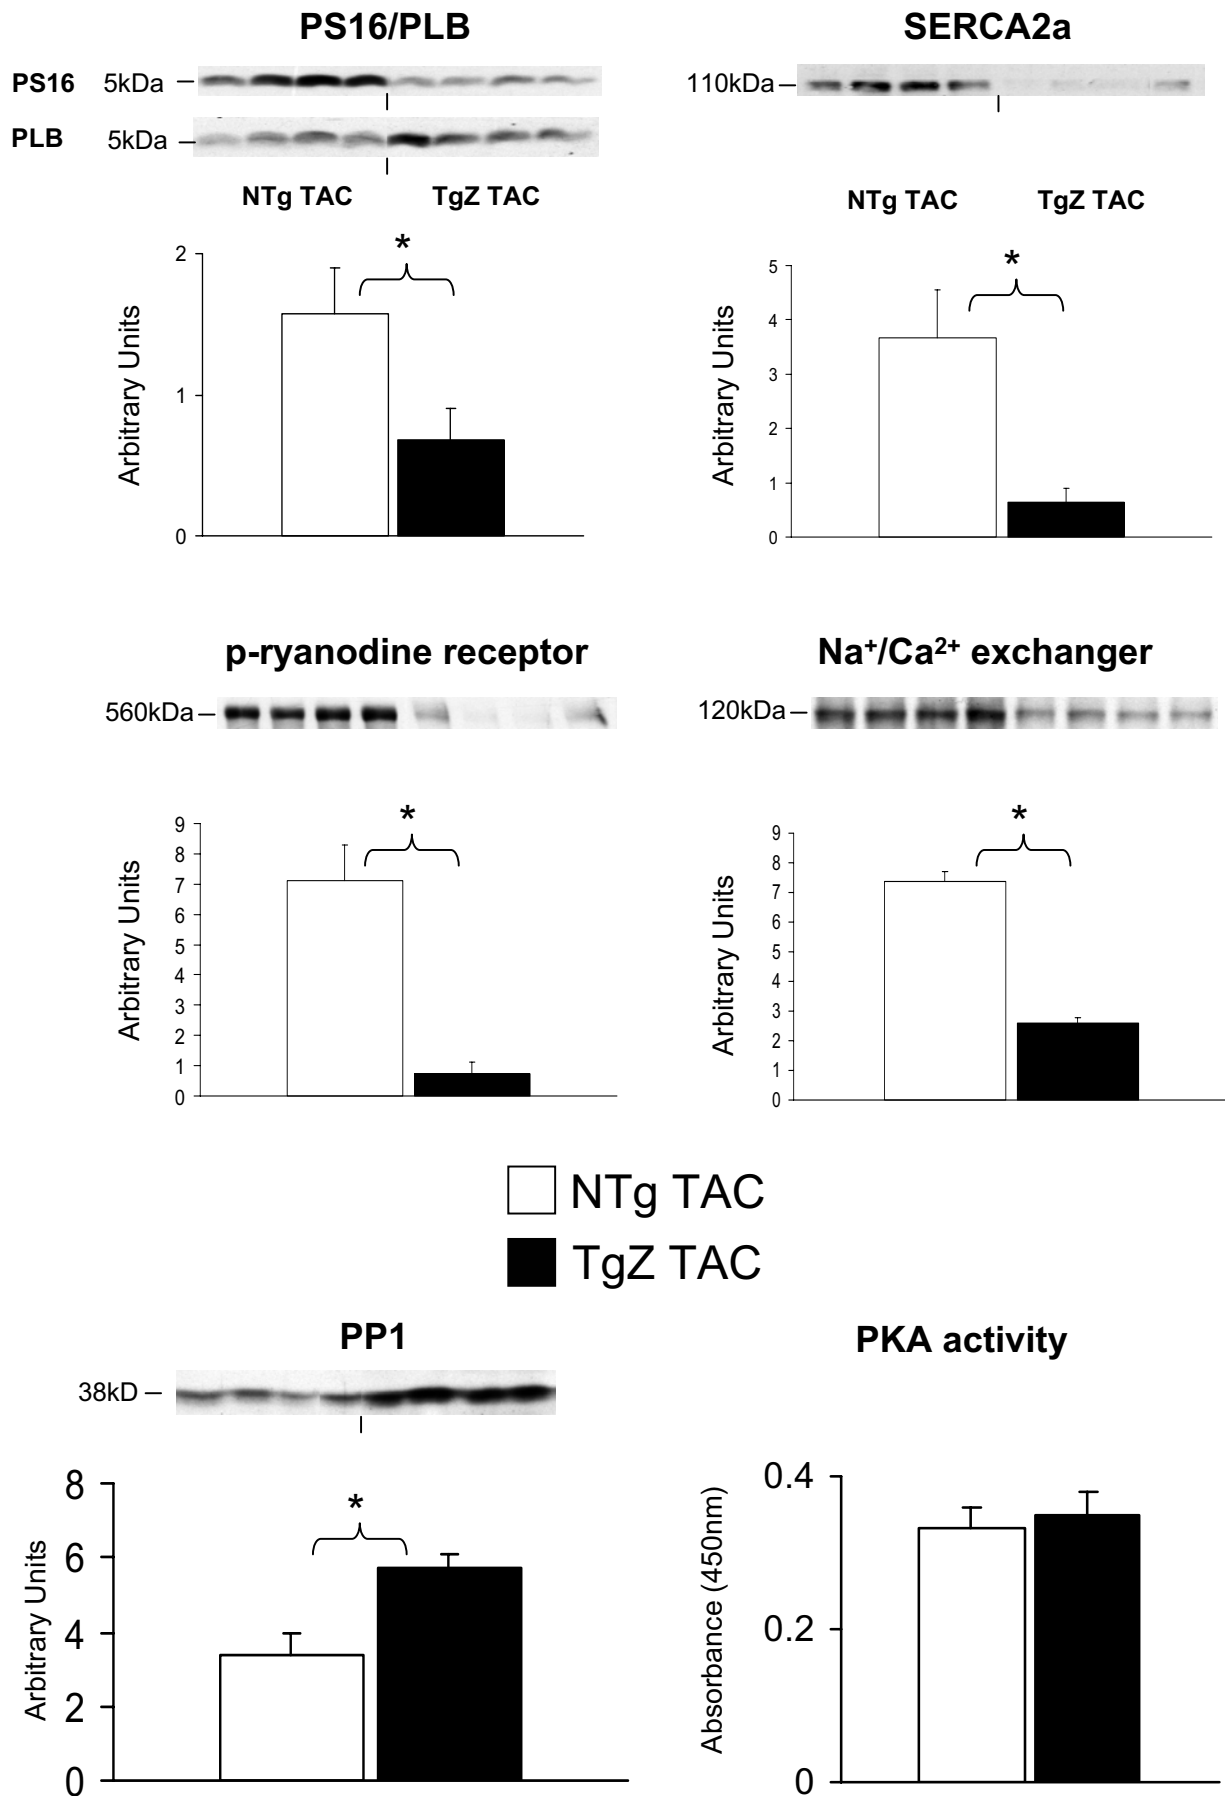 PS16/PLB
SERCA2a
PS16 5kDa
110kDa
PLB 5kDa
NTg TAC TgZ TAC
NTg TAC TgZ TAC
*
2
1
0
Arbitrary Units
*
5
4
3
2
1
0
Arbitrary Units
p-ryanodine receptor
Na⁺/Ca²⁺ exchanger
560kDa
120kDa
*
9
8
7
6
5
4
3
2
1
0
Arbitrary Units
*
9
8
7
6
5
4
3
2
1
0
Arbitrary Units
NTg TAC
TgZ TAC
PP1
PKA activity
38kD
*
8
6
4
2
0
Arbitrary Units
0.4
0.2
0
Absorbance (450nm)